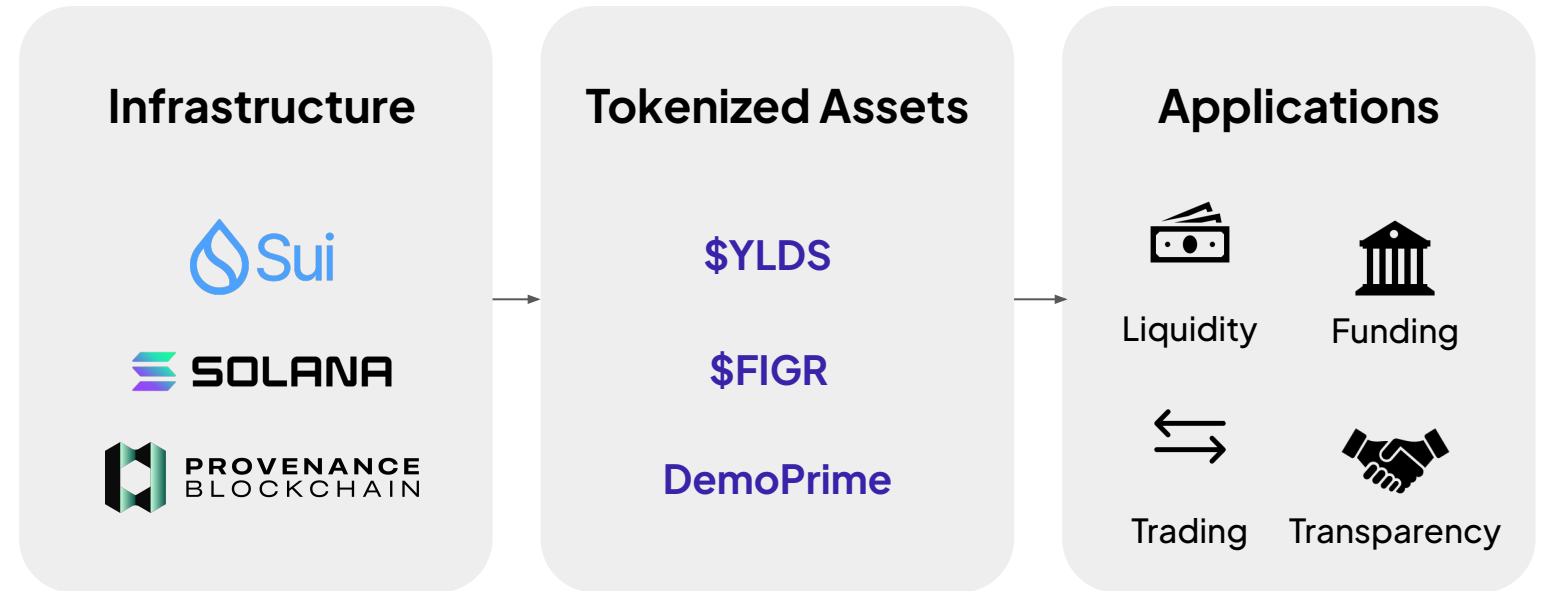 Infrastructure
Sui
SOLANA
PROVENANCE
BLOCKCHAIN
Tokenized Assets
$YLDS
$FIGR
DemoPrime
Applications
Liquidity
Funding
Trading
Transparency